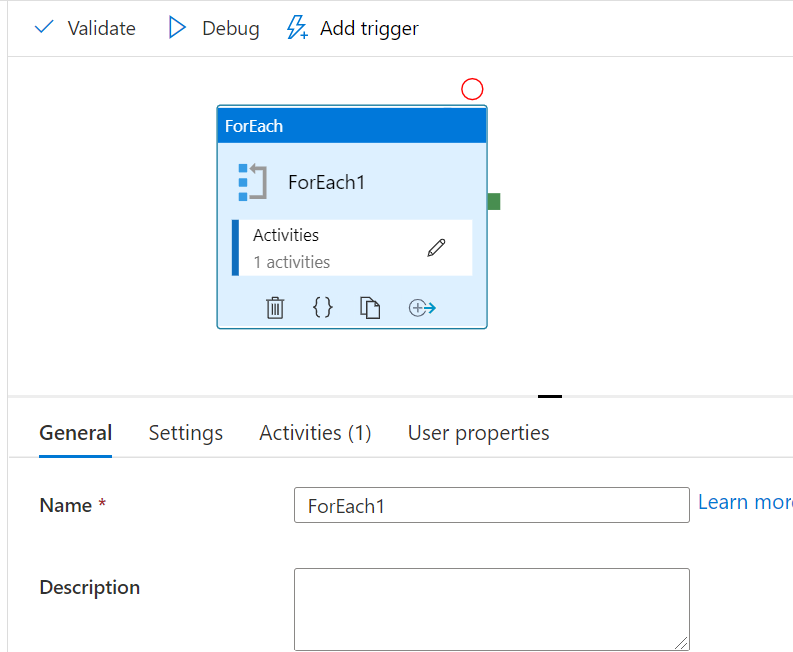 Validate Debug Add trigger
ForEach
ForEach1
Activities
1 activities
General Settings Activities (1) User properties
Name * ForEach1 Learn more
Description